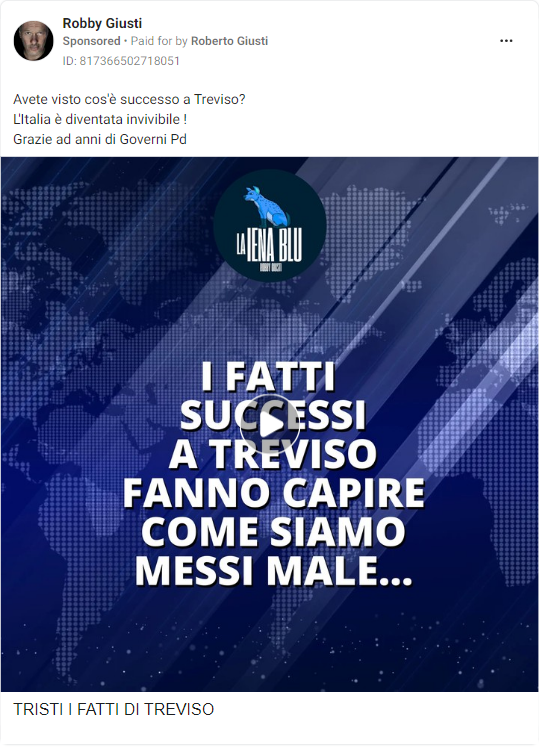 Robby Giusti
Sponsored • Paid for by Roberto Giusti
ID: 817366502718051
Avete visto cos'è successo a Treviso?
L'Italia è diventata invivibile !
Grazie ad anni di Governi Pd
LA IENA BLU
ROBBY GIUSTI
I FATTI
SUCCESSI
A TREVISO
FANNO CAPIRE
COME SIAMO
MESSI MALE...
TRISTI I FATTI DI TREVISO